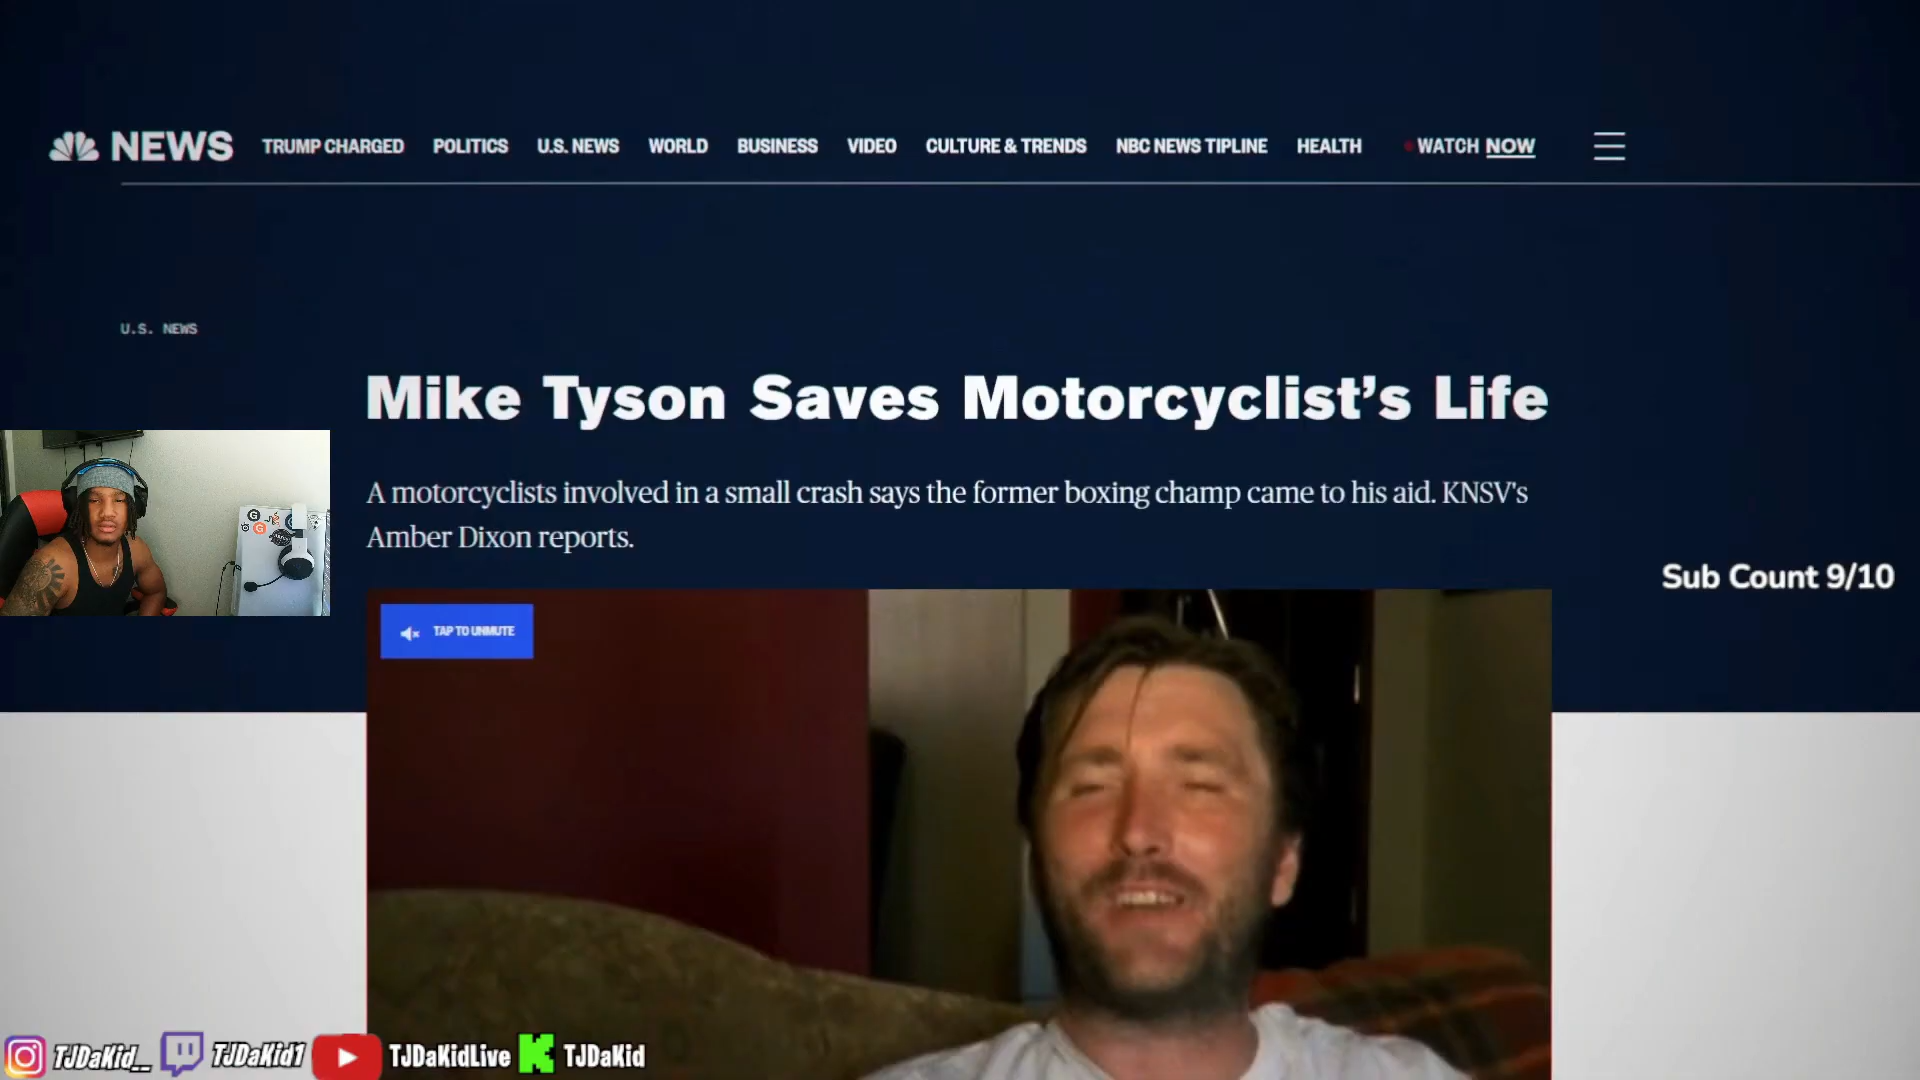 NEWS TRUMP CHARGED POLITICS U.S. NEWS WORLD BUSINESS VIDEO CULTURE & TRENDS NBC NEWS TIPLINE HEALTH WATCH NOW
U.S. NEWS
Mike Tyson Saves Motorcyclist's Life
A motorcyclists involved in a small crash says the former boxing champ came to his aid. KNSV's
Amber Dixon reports.
Sub Count 9/10
TAP TO UNMUTE
TJDaKid_ TJDaKid1 TJDaKidLive TJDaKid